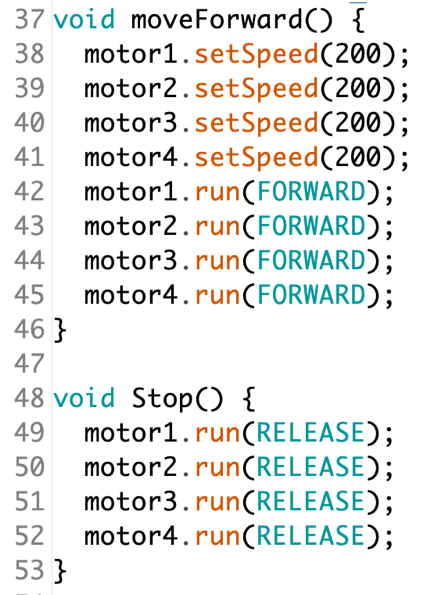 37 void moveForward() {
38   motor1.setSpeed(200);
39   motor2.setSpeed(200);
40   motor3.setSpeed(200);
41   motor4.setSpeed(200);
42   motor1.run(FORWARD);
43   motor2.run(FORWARD);
44   motor3.run(FORWARD);
45   motor4.run(FORWARD);
46 }
47
48 void Stop() {
49   motor1.run(RELEASE);
50   motor2.run(RELEASE);
51   motor3.run(RELEASE);
52   motor4.run(RELEASE);
53 }